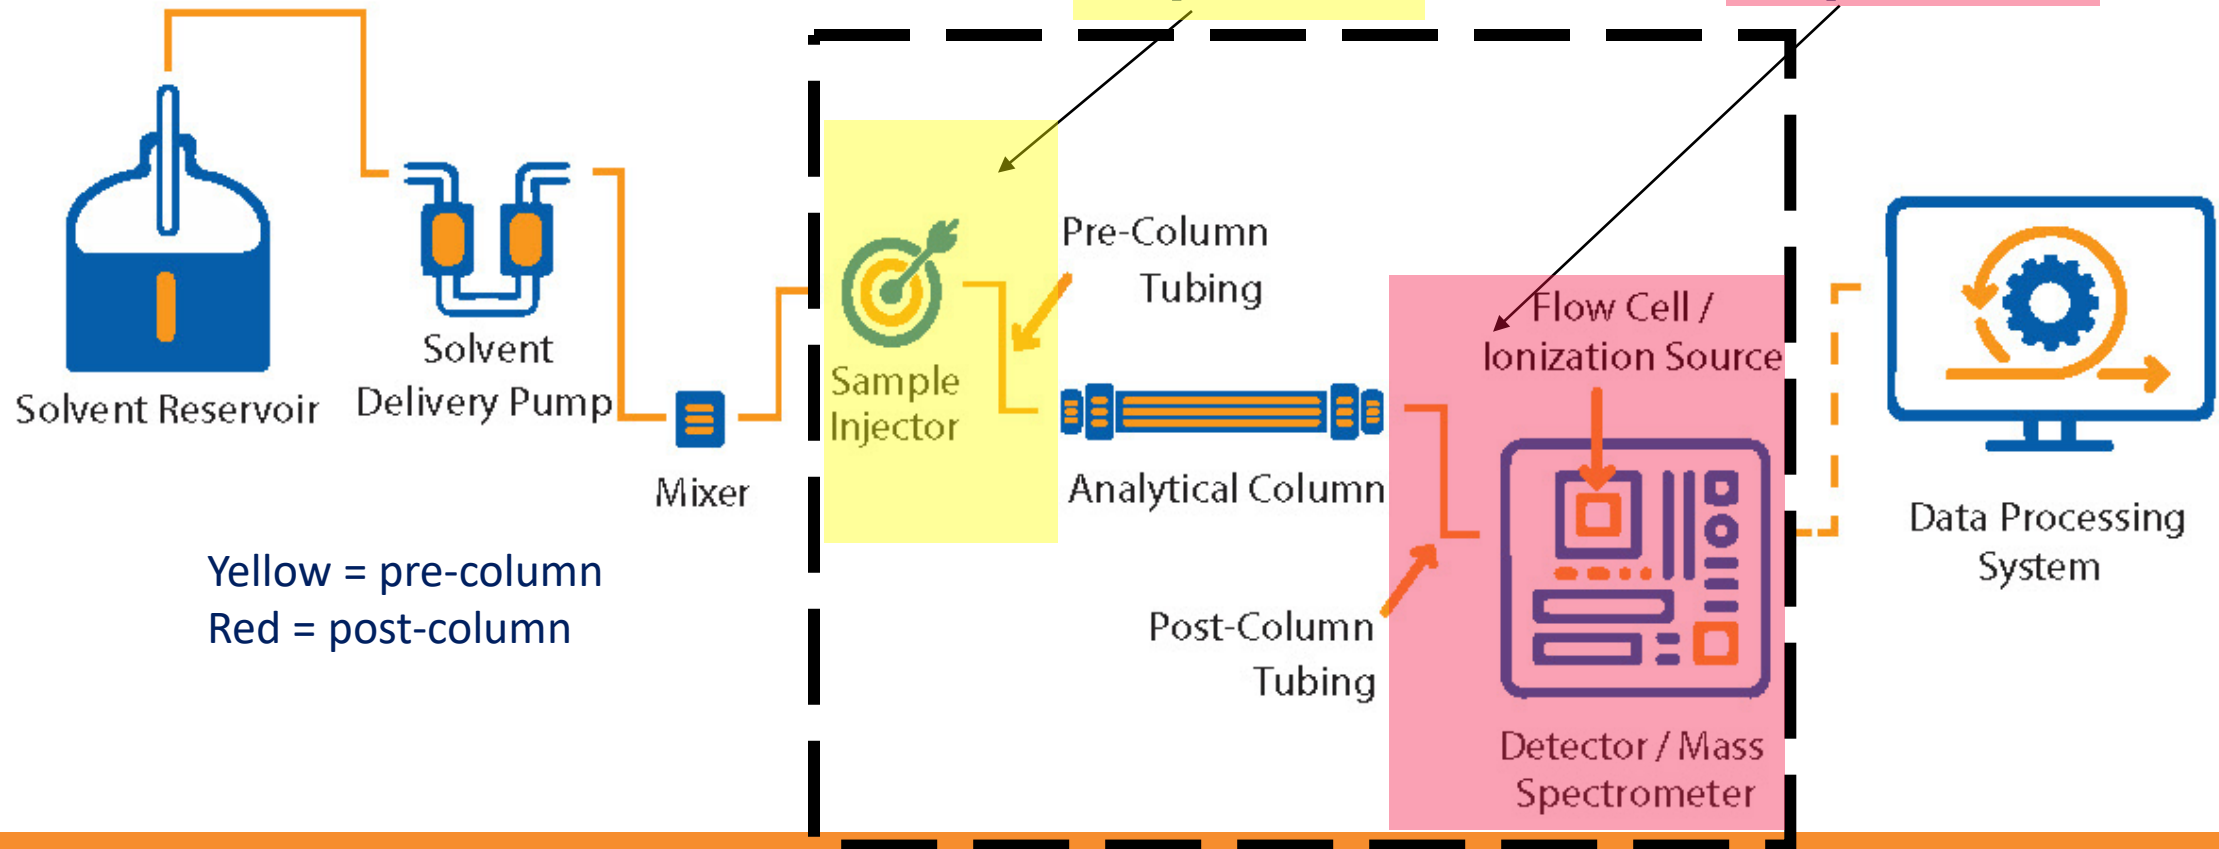 Solvent Reservoir
Solvent
Delivery Pump
Mixer
Sample
Injector
Pre-Column
Tubing
Analytical Column
Post-Column
Tubing
Flow Cell /
Ionization Source
Detector / Mass
Spectrometer
Data Processing
System
Yellow = pre-column
Red = post-column